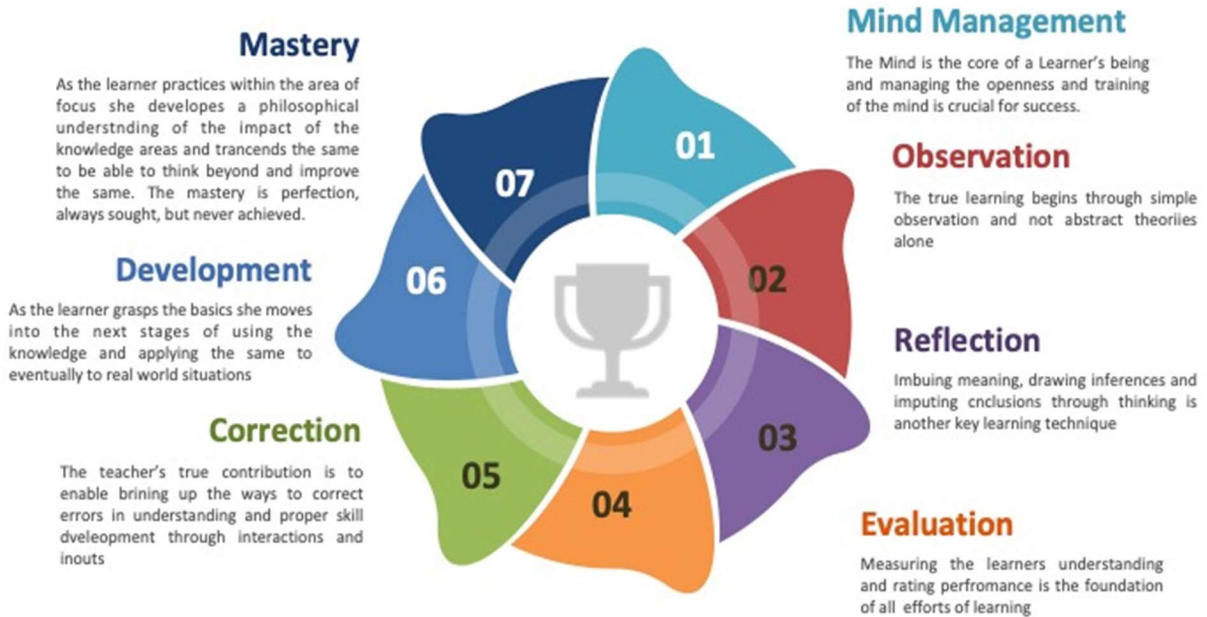 Mind Management
The Mind is the core of a Learner's being
and managing the openness and training
of the mind is crucial for success.
Observation
The true learning begins through simple
observation and not abstract theoriies
alone
Reflection
Imbuing meaning, drawing inferences and
imputing cnclusions through thinking is
another key learning technique
Evaluation
Measuring the learners understanding
and rating perfromance is the foundation
of all efforts of learning
Correction
The teacher's true contribution is to
enable brining up the ways to correct
errors in understanding and proper skill
dveleopment through interactions and
inouts
Development
As the learner grasps the basics she moves
into the next stages of using the
knowledge and applying the same to
eventually to real world situations
Mastery
As the learner practices within the area of
focus she developes a philosophical
understnding of the impact of the
knowledge areas and trancends the same
to be able to think beyond and improve
the same. The mastery is perfection,
always sought, but never achieved.
01
02
03
04
05
06
07